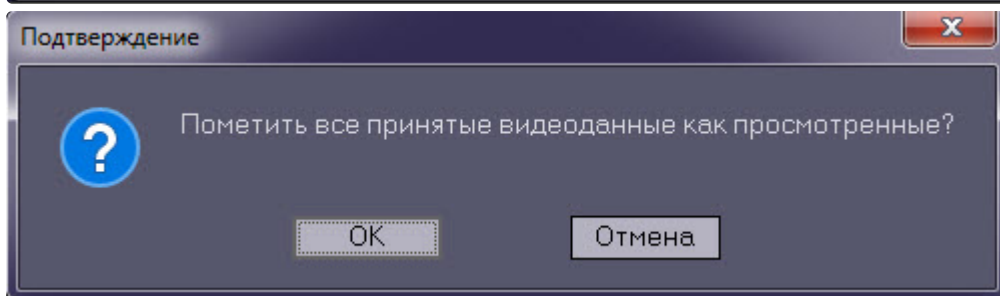 Подтверждение
Пометить все принятые видеоданные как просмотренные?
OK
Отмена